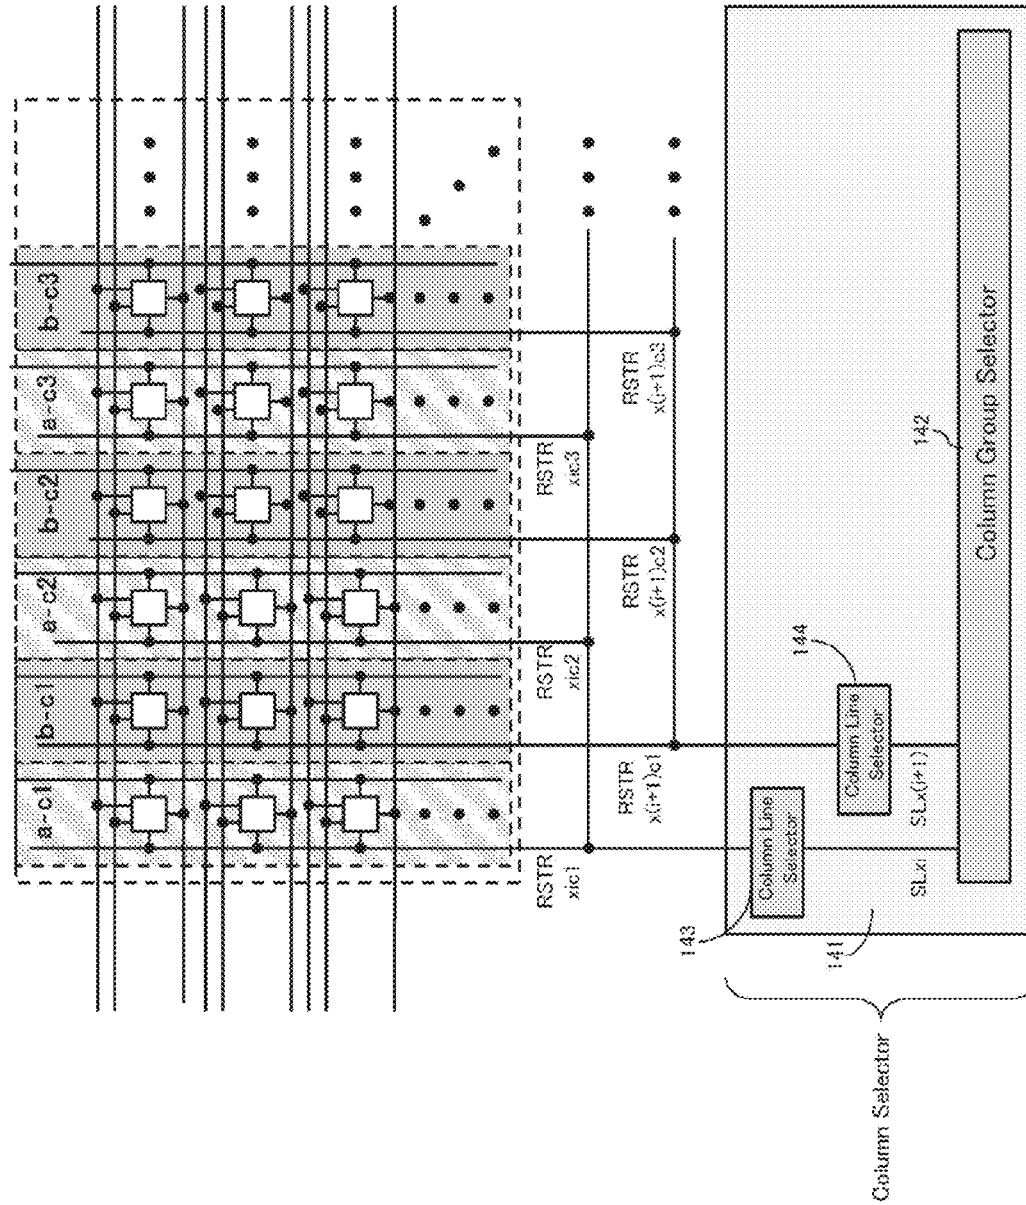 a-c1
b-c1
a-c2
b-c2
a-c3
b-c3
RSTR
xic1
RSTR
x(i+1)c1
RSTR
xic2
RSTR
x(i+1)c2
RSTR
xic3
RSTR
x(i+1)c3
143
Column Line
Selector
144
Column Line
Selector
141
SLxi
SLx(i+1)
142
Column Group Selector
Column Selector